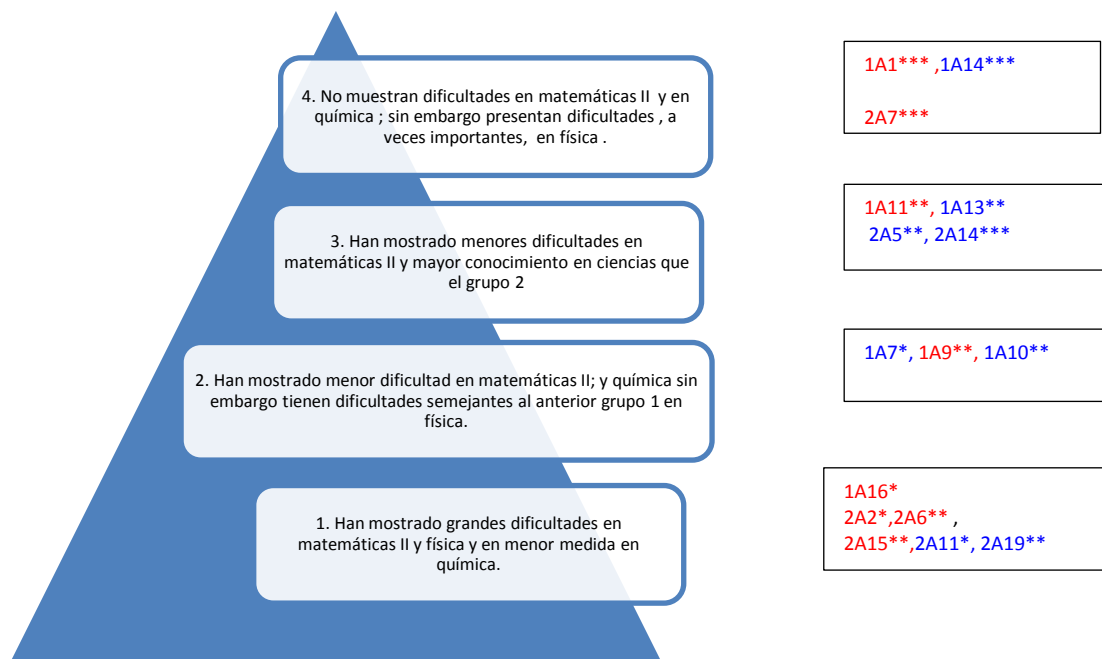 4. No muestran dificultades en matemáticas II y en
química ; sin embargo presentan dificultades , a
veces importantes, en física .
1A1*** ,1A14***
2A7***
3. Han mostrado menores dificultades en
matemáticas II y mayor conocimiento en ciencias que
el grupo 2
1A11**, 1A13**
2A5**, 2A14***
2. Han mostrado menor dificultad en matemáticas II; y química sin
embargo tienen dificultades semejantes al anterior grupo 1 en
física.
1A7*, 1A9**, 1A10**
1. Han mostrado grandes dificultades en
matemáticas II y física y en menor medida en
química.
1A16*
2A2*,2A6** ,
2A15**,2A11*, 2A19**